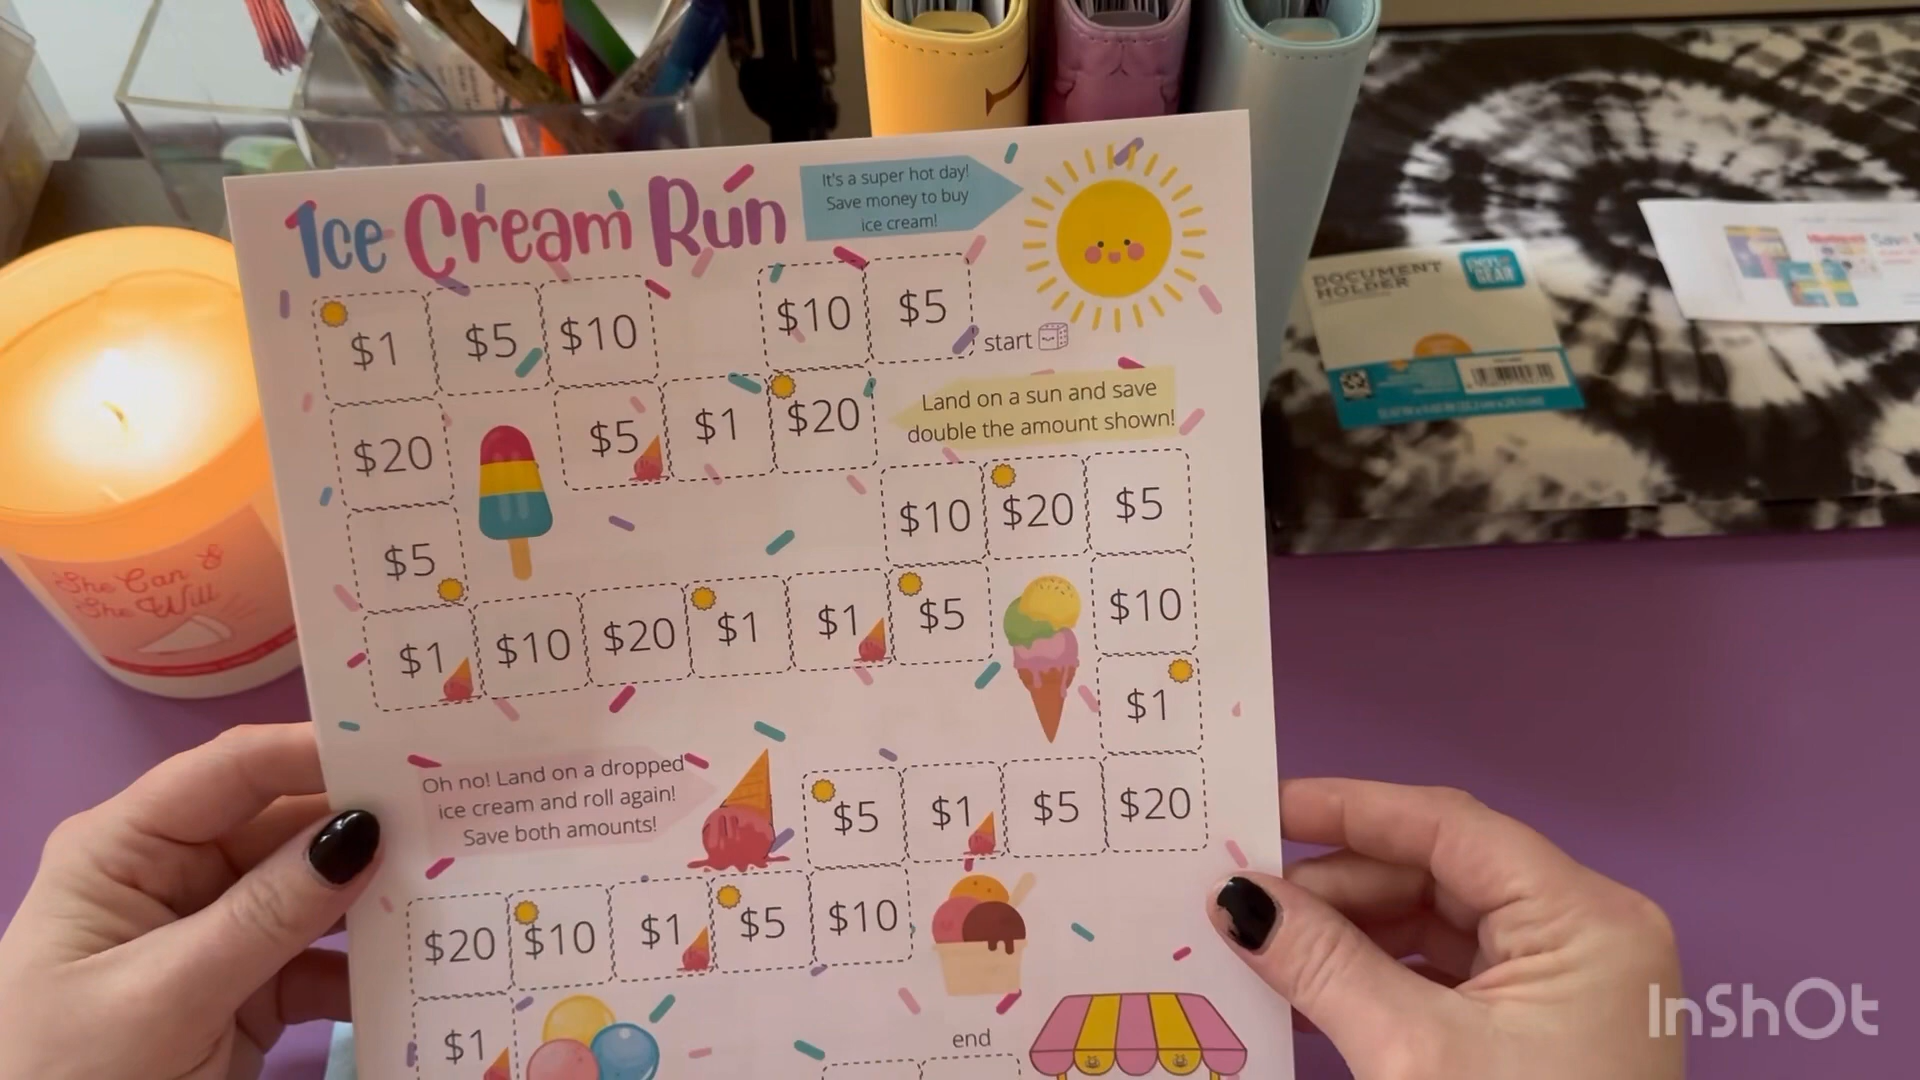 Ice Cream Run
It's a super hot day!
Save money to buy
ice cream!
$1 $5 $10 $10 $5
start
$20 $5 $1 $20
Land on a sun and save
double the amount shown!
$10 $20 $5
$5
$1 $10 $20 $1 $1 $5 $10
$1
Oh no! Land on a dropped
ice cream and roll again!
Save both amounts!
$5 $1 $5 $20
$20 $10 $1 $5 $10
$1
end
She Can &
She Will
DOCUMENT
HOLDER
InShOt